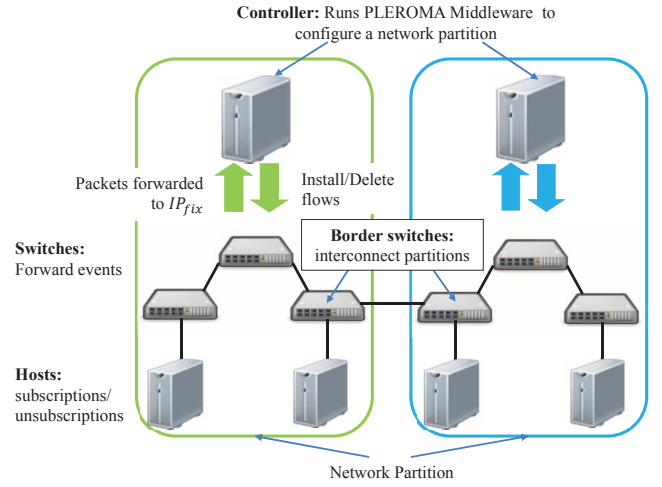 Controller: Runs PLEROMA Middleware to
configure a network partition
Packets forwarded
to IP_fix
Install/Delete
flows
Switches:
Forward events
Border switches:
interconnect partitions
Hosts:
subscriptions/
unsubscriptions
Network Partition